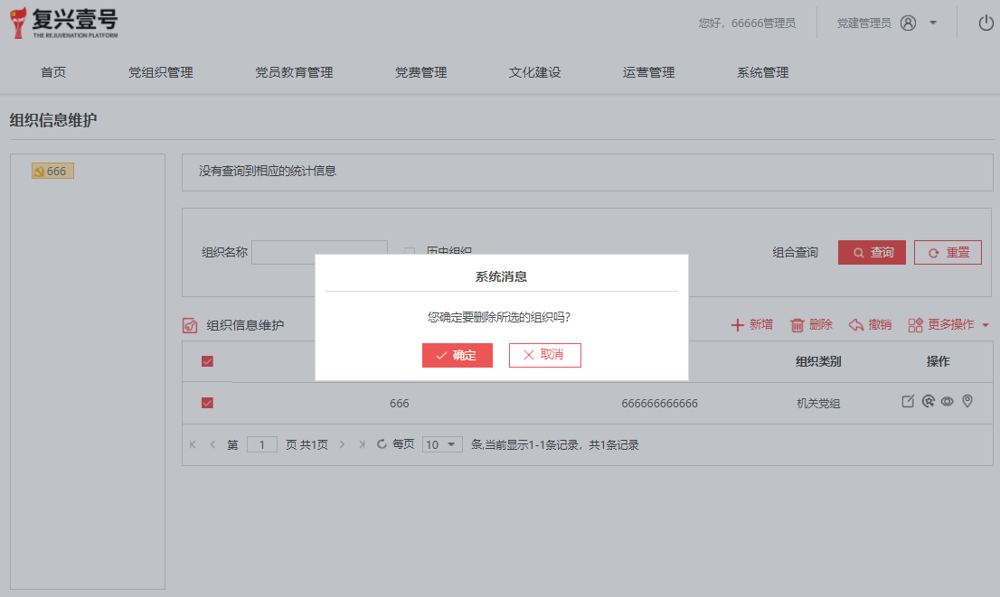 复兴壹号
THE REJUVENATION PLATFORM
您好，66666管理员
党建管理员
首页 党组织管理 党员教育管理 党费管理 文化建设 运营管理 系统管理
组织信息维护
666
没有查询到相应的统计信息
组织名称 历史组织 组合查询 查询 重置
系统消息
您确定要删除所选的组织吗?
确定 取消
组织信息维护 新增 删除 撤销 更多操作
组织类别 操作
666 666666666666 机关党组
第 1 页 共1页 每页 10 条,当前显示1-1条记录，共1条记录